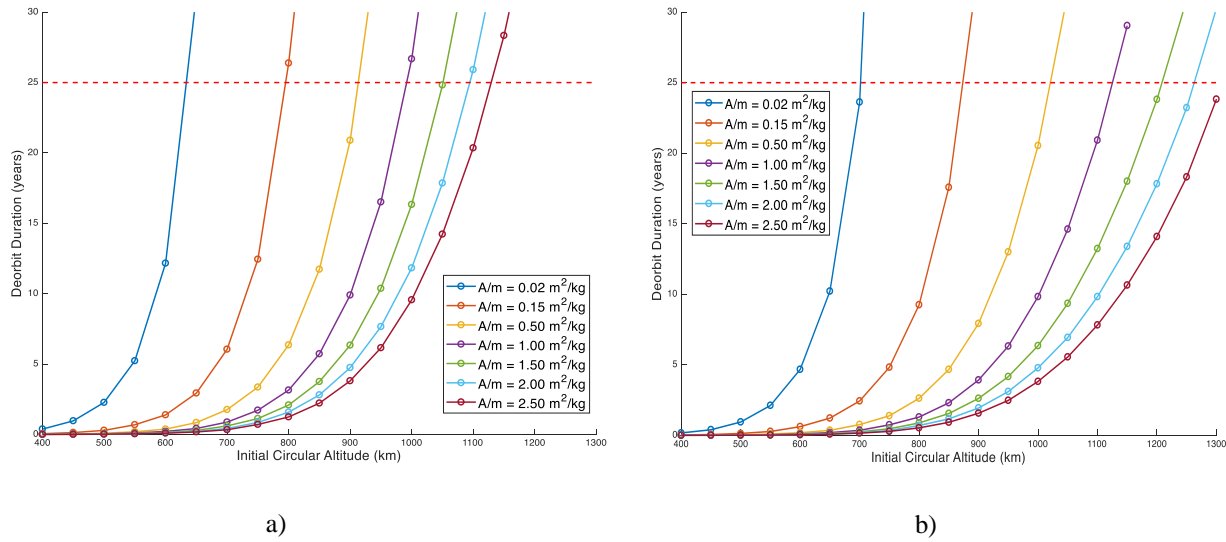 30
25
20
15
10
5
0
Deorbit Duration (years)
A/m = 0.02 m²/kg
A/m = 0.15 m²/kg
A/m = 0.50 m²/kg
A/m = 1.00 m²/kg
A/m = 1.50 m²/kg
A/m = 2.00 m²/kg
A/m = 2.50 m²/kg
400 500 600 700 800 900 1000 1100 1200 1300
Initial Circular Altitude (km)
a)
30
25
20
15
10
5
0
Deorbit Duration (years)
A/m = 0.02 m²/kg
A/m = 0.15 m²/kg
A/m = 0.50 m²/kg
A/m = 1.00 m²/kg
A/m = 1.50 m²/kg
A/m = 2.00 m²/kg
A/m = 2.50 m²/kg
400 500 600 700 800 900 1000 1100 1200 1300
Initial Circular Altitude (km)
b)